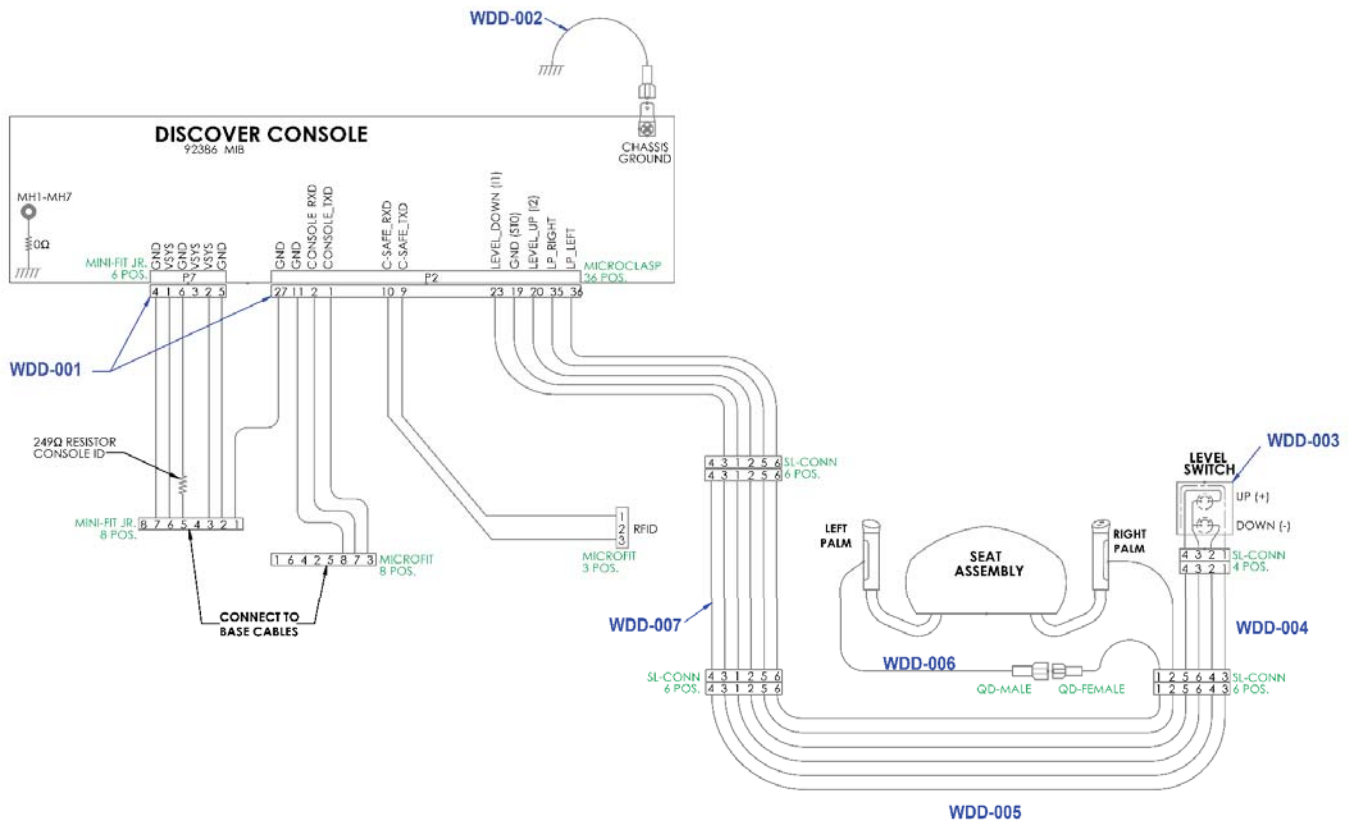 WDD-002
DISCOVER CONSOLE
92386 MIB
CHASSIS
GROUND
MH1-MH7
0Ω
MINI-FIT JR.
6 POS.
GND
VSYS
GND
VSYS
VSYS
GND
P7
4 1 6 3 2 5
GND
GND
CONSOLE_RXD
CONSOLE_TXD
C-SAFE_RXD
C-SAFE_TXD
LEVEL_DOWN (I1)
GND (ST0)
LEVEL_UP (I2)
LP_RIGHT
LP_LEFT
P2
27 11 2 1 10 9 23 19 20 35 36
MICROCLASP
36 POS.
WDD-001
249Ω RESISTOR
CONSOLE ID
MINI-FIT JR.
8 POS.
8 7 6 5 4 3 2 1
1 6 4 2 5 8 7 3
MICROFIT
8 POS.
CONNECT TO
BASE CABLES
1
2
3
RFID
MICROFIT
3 POS.
4 3 1 2 5 6
4 3 1 2 5 6
SL-CONN
6 POS.
WDD-003
LEVEL
SWITCH
UP (+)
DOWN (-)
4 3 2 1
4 3 2 1
SL-CONN
4 POS.
LEFT
PALM
SEAT
ASSEMBLY
RIGHT
PALM
WDD-007
WDD-004
WDD-006
QD-MALE
QD-FEMALE
SL-CONN
6 POS.
4 3 1 2 5 6
4 3 1 2 5 6
1 2 5 6 4 3
1 2 5 6 4 3
SL-CONN
6 POS.
WDD-005